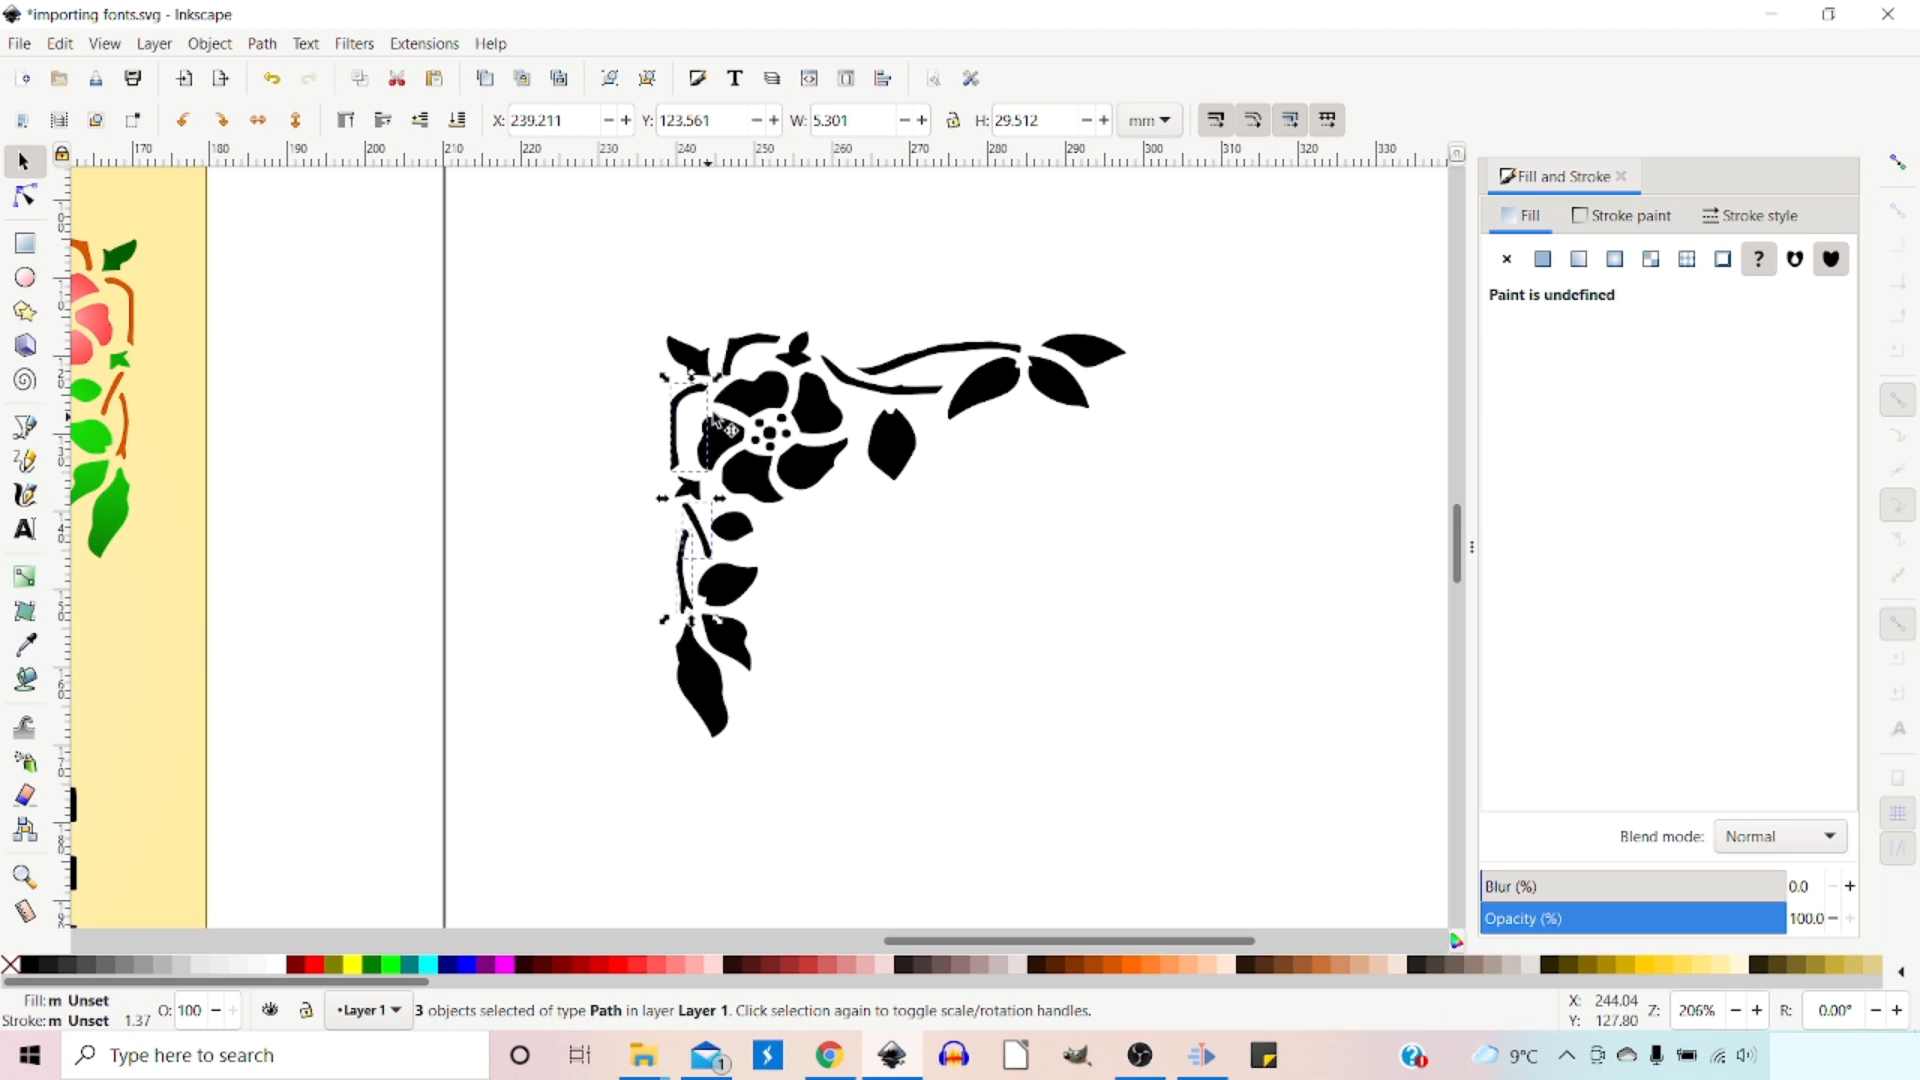 *importing fonts.svg - Inkscape
File Edit View Layer Object Path Text Filters Extensions Help
X: 239.211 Y: 123.561 W: 5.301 H: 29.512 mm
170 180 190 200 210 220 230 240 250 260 270 280 290 300 310 320 330
Fill and Stroke
Fill Stroke paint Stroke style
?
Paint is undefined
Blend mode: Normal
Blur (%) 0.0
Opacity (%) 100.0
Fill: m Unset
Stroke: m Unset 1.37 O: 100 •Layer 1 3 objects selected of type Path in layer Layer 1. Click selection again to toggle scale/rotation handles.
X: 244.04
Y: 127.80 Z: 206% R: 0.00°
Type here to search 1 9°C